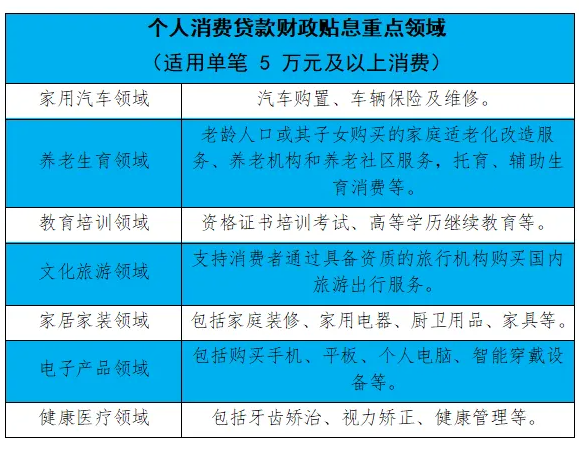 个人消费贷款财政贴息重点领域
（适用单笔 5 万元及以上消费）
家用汽车领域
汽车购置、车辆保险及维修。
养老生育领域
老龄人口或其子女购买的家庭适老化改造服
务、养老机构和养老社区服务，托育、辅助生
育消费等。
教育培训领域
资格证书培训考试、高等学历继续教育等。
文化旅游领域
支持消费者通过具备资质的旅行机构购买国内
旅游出行服务。
家居家装领域
包括家庭装修、家用电器、厨卫用品、家具等。
电子产品领域
包括购买手机、平板、个人电脑、智能穿戴设
备等。
健康医疗领域
包括牙齿矫治、视力矫正、健康管理等。